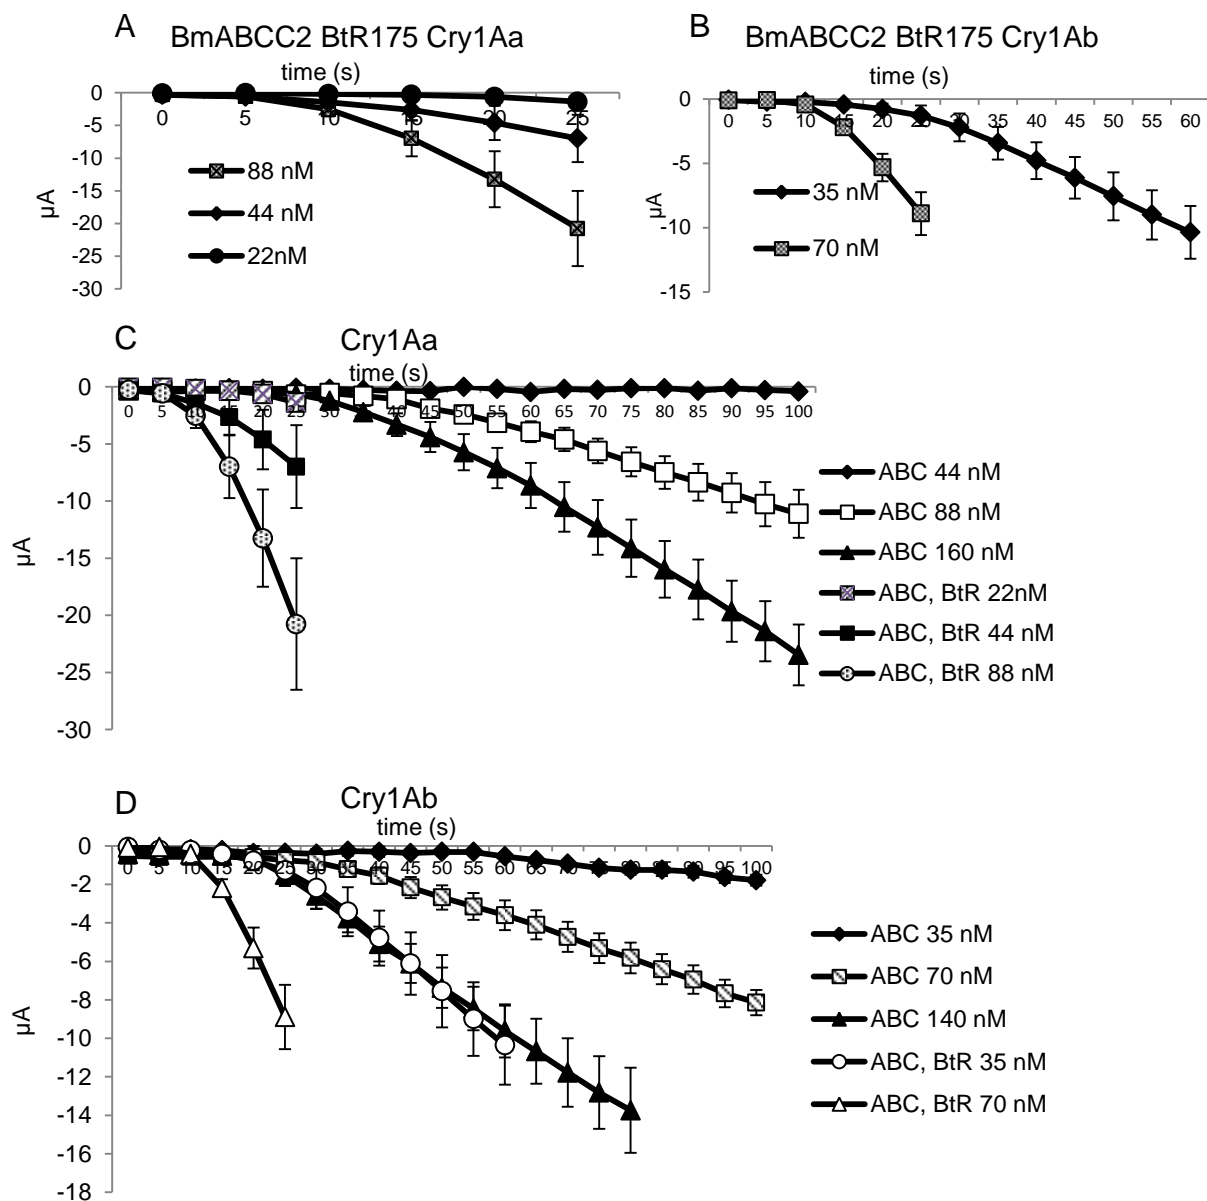 A
BmABCC2 BtR175 Cry1Aa
time (s)
0
-5
-10
-15
-20
-25
-30
0 5 10 15 20 25
µA
88 nM
44 nM
22nM
B
BmABCC2 BtR175 Cry1Ab
time (s)
0
-5
-10
-15
0 5 10 15 20 25 30 35 40 45 50 55 60
µA
35 nM
70 nM
C
Cry1Aa
time (s)
0
-5
-10
-15
-20
-25
-30
0 5 10 15 20 25 30 35 40 45 50 55 60 65 70 75 80 85 90 95 100
µA
ABC 44 nM
ABC 88 nM
ABC 160 nM
ABC, BtR 22nM
ABC, BtR 44 nM
ABC, BtR 88 nM
D
Cry1Ab
time (s)
0
-2
-4
-6
-8
-10
-12
-14
-16
-18
0 5 10 15 20 25 30 35 40 45 50 55 60 65 70 75 80 85 90 95 100
µA
ABC 35 nM
ABC 70 nM
ABC 140 nM
ABC, BtR 35 nM
ABC, BtR 70 nM